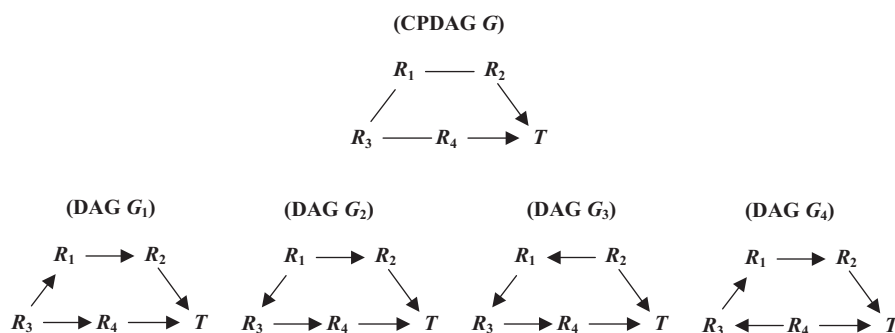 (CPDAG G)
R1 R2
R3 R4 T
(DAG G1) (DAG G2) (DAG G3) (DAG G4)
R1 R2 R1 R2 R1 R2 R1 R2
R3 R4 T R3 R4 T R3 R4 T R3 R4 T